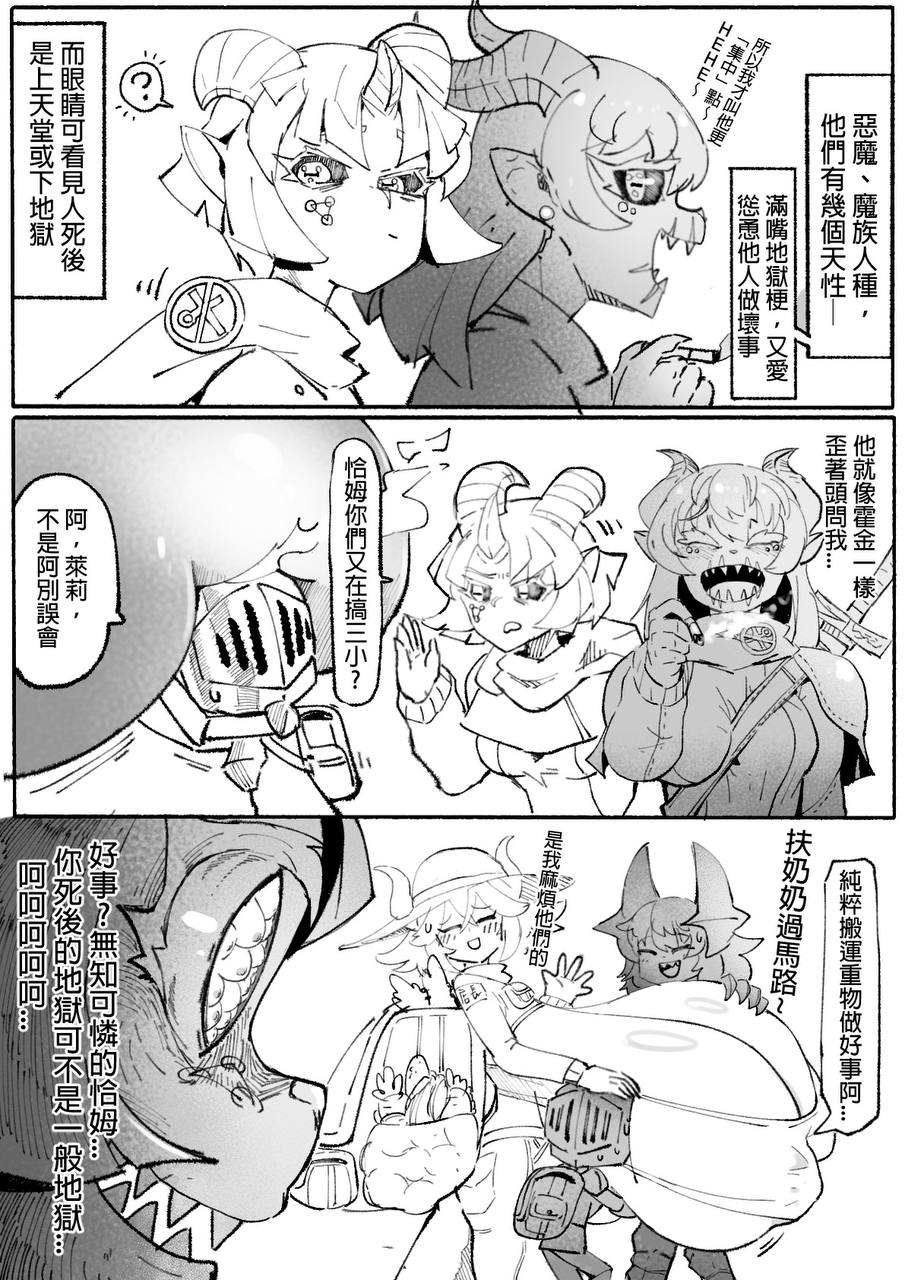 惡魔、魔族人種，
他們有幾個天性—
滿嘴地獄梗，又愛
慫恿他人做壞事
所以我才叫他更
「集中」一點～
HEHE～
?
而眼睛可看見人死後
是上天堂或下地獄
他就像霍金一樣
歪著頭問我…
恰姆你們又在搞三小?
阿，萊莉，
不是阿別誤會
純粹搬運重物做好事阿…
扶奶奶過馬路～
是我麻煩他們的
好事?無知可憐的恰姆…
你死後的地獄可不是一般地獄…
呵呵呵呵呵…